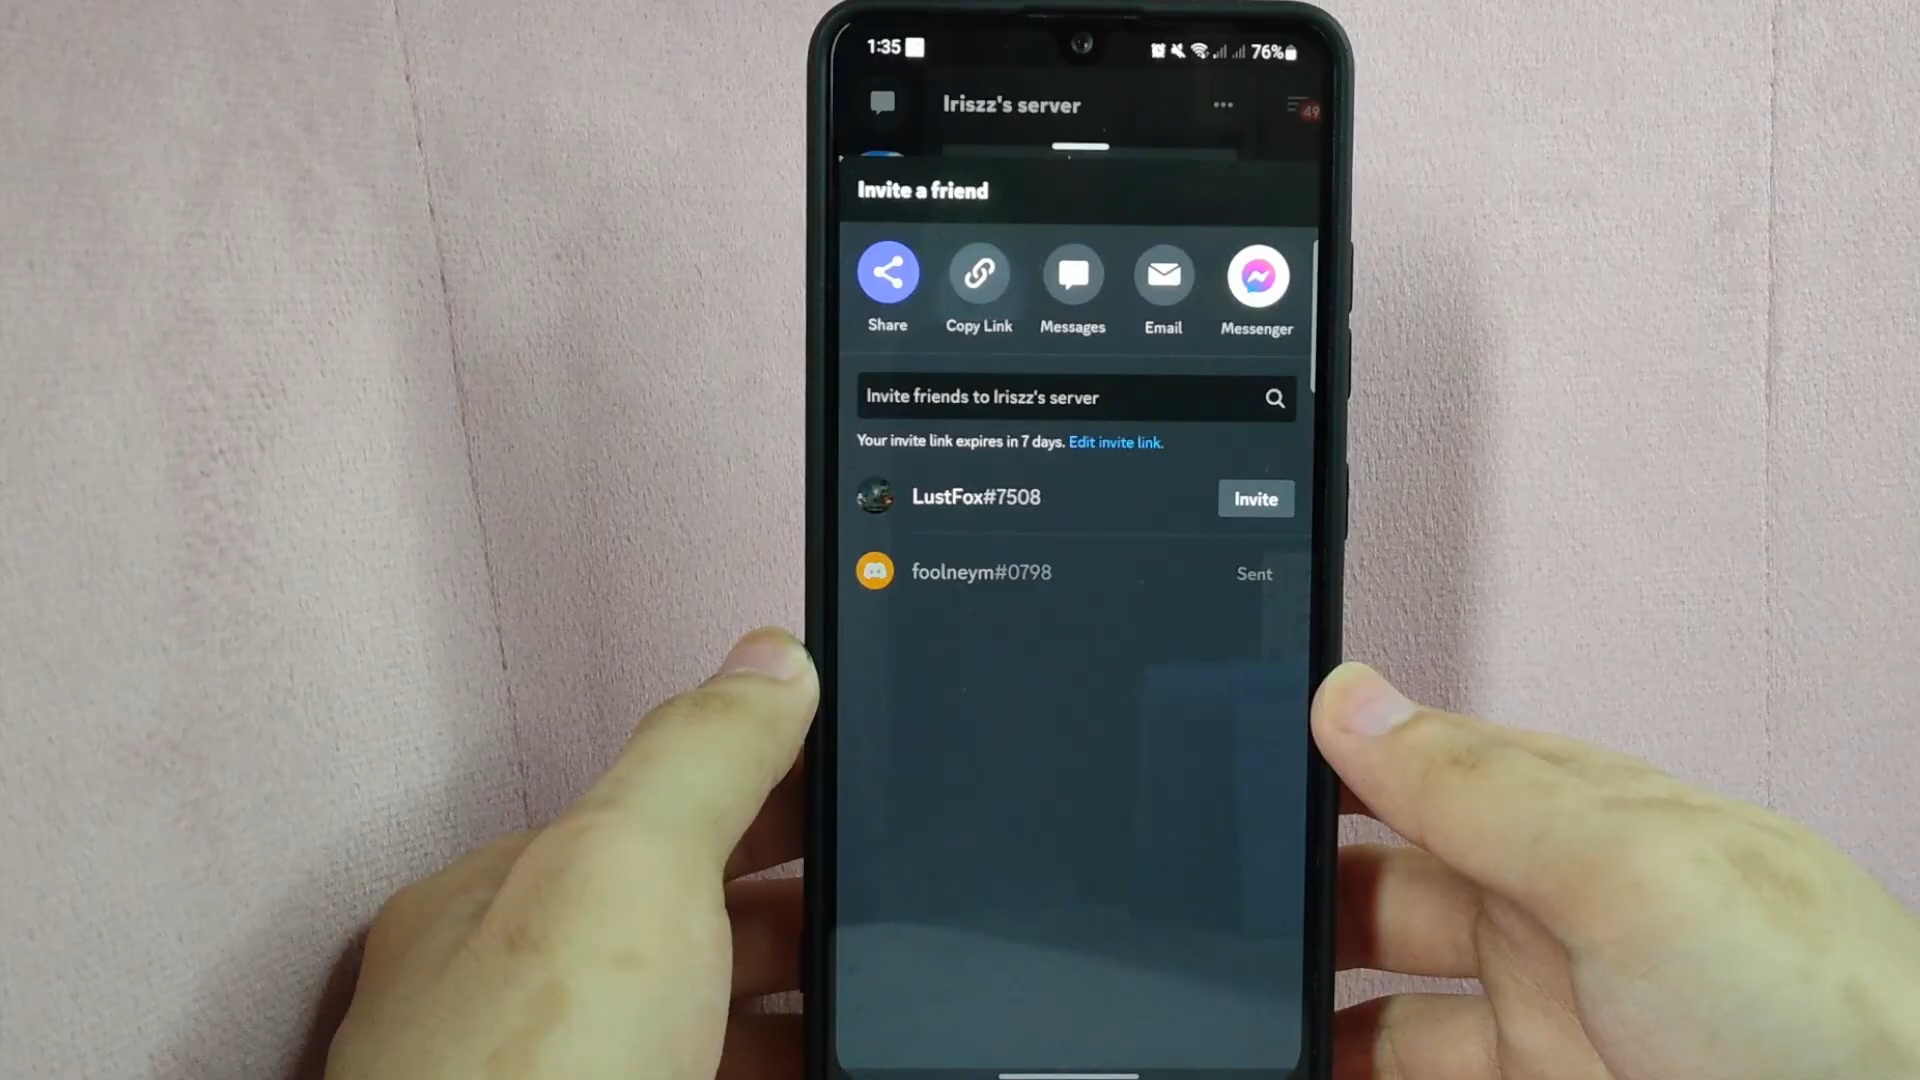 1:35
76%
Iriszz's server
49
Invite a friend
Share
Copy Link
Messages
Email
Messenger
Invite friends to Iriszz's server
Your invite link expires in 7 days. Edit invite link.
LustFox#7508
Invite
foolneym#0798
Sent